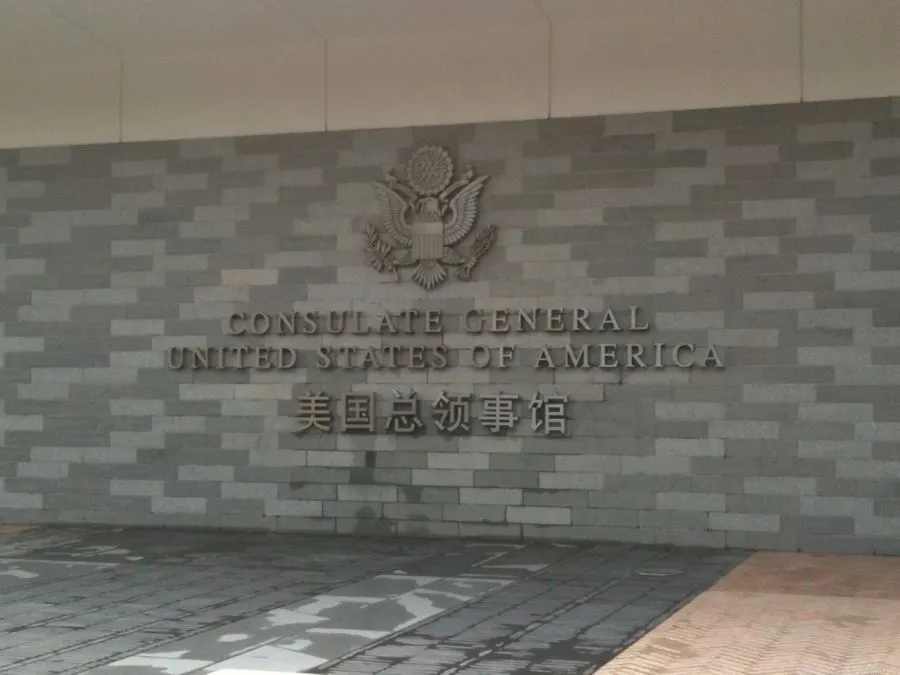 CONSULATE GENERAL
UNITED STATES OF AMERICA
美国总领事馆